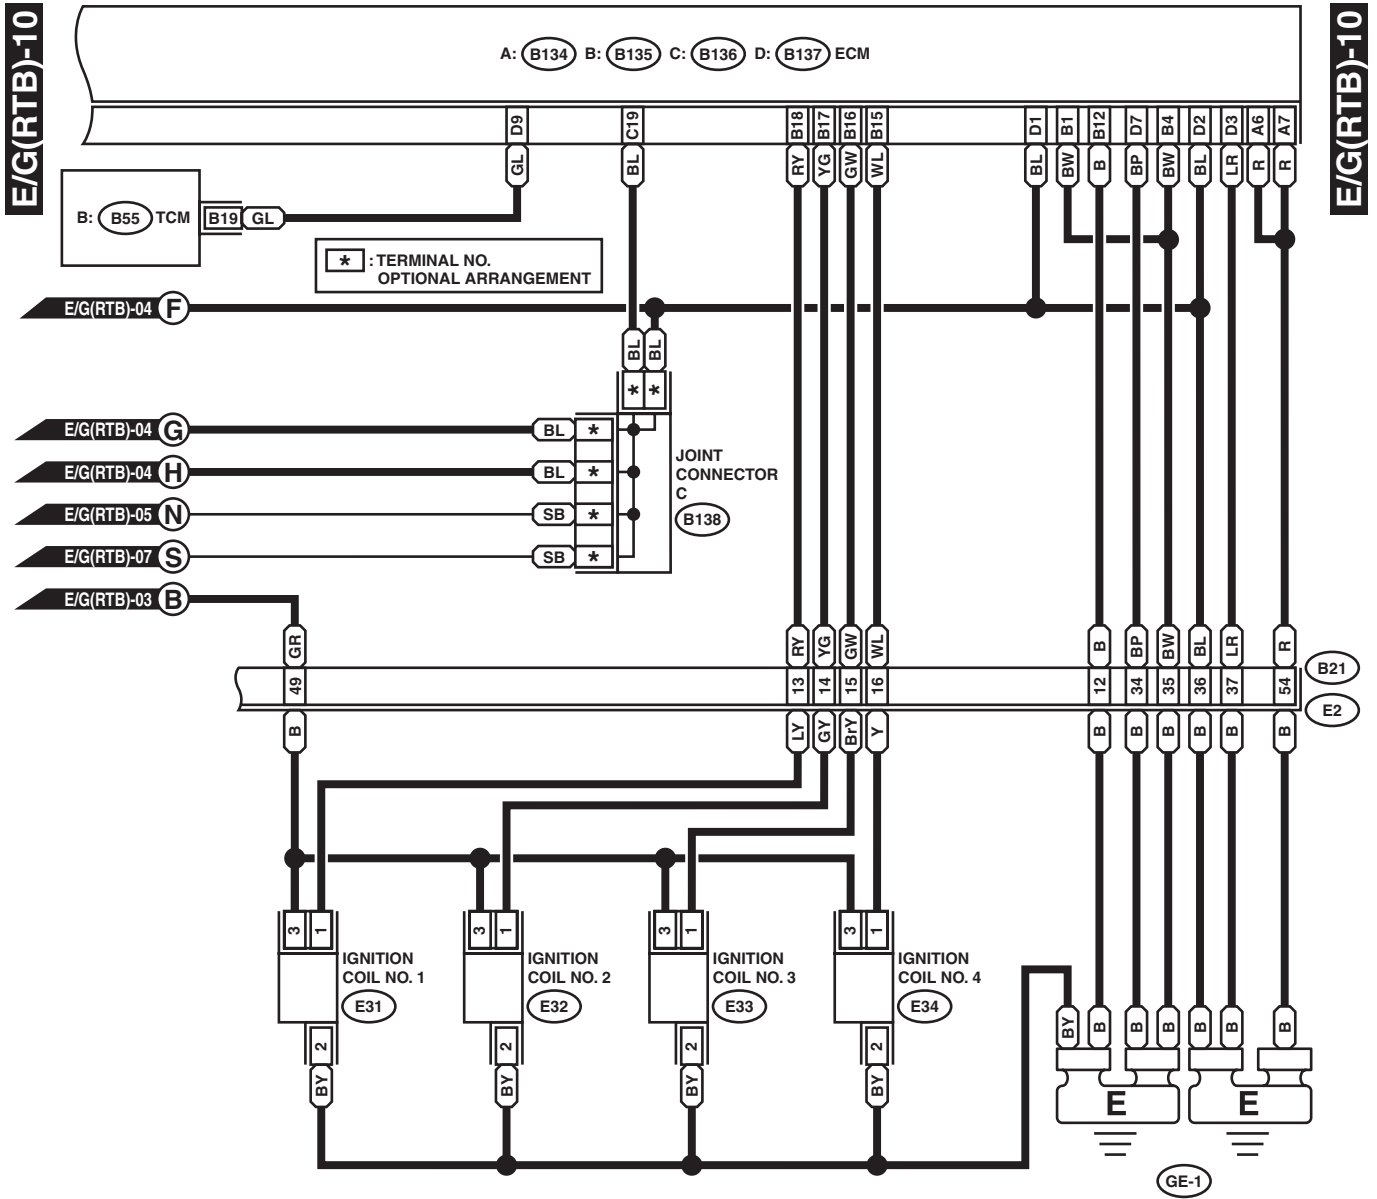 E/G(RTB)-10
E/G(RTB)-10
A: B134 B: B135 C: B136 D: B137 ECM
D9 C19 B18 B17 B16 B15 D1 B1 B12 D7 B4 D2 D3 A6 A7
GL BL RY YG GW WL BL BW B BP BW BL LR R R
B: B55 TCM B19 GL
* : TERMINAL NO.
OPTIONAL ARRANGEMENT
E/G(RTB)-04 F
BL BL
* *
E/G(RTB)-04 G BL *
E/G(RTB)-04 H BL *
E/G(RTB)-05 N SB *
E/G(RTB)-07 S SB *
JOINT
CONNECTOR
C
B138
E/G(RTB)-03 B
GR RY YG GW WL B BP BW BL LR R
49 13 14 15 16 12 34 35 36 37 54
B21
E2
B LY GY BrY Y B B B B B B
3 1 3 1 3 1 3 1
IGNITION
COIL NO. 1
E31
IGNITION
COIL NO. 2
E32
IGNITION
COIL NO. 3
E33
IGNITION
COIL NO. 4
E34
2 2 2 2
BY BY BY BY
BY B B B B B B
E E
GE-1